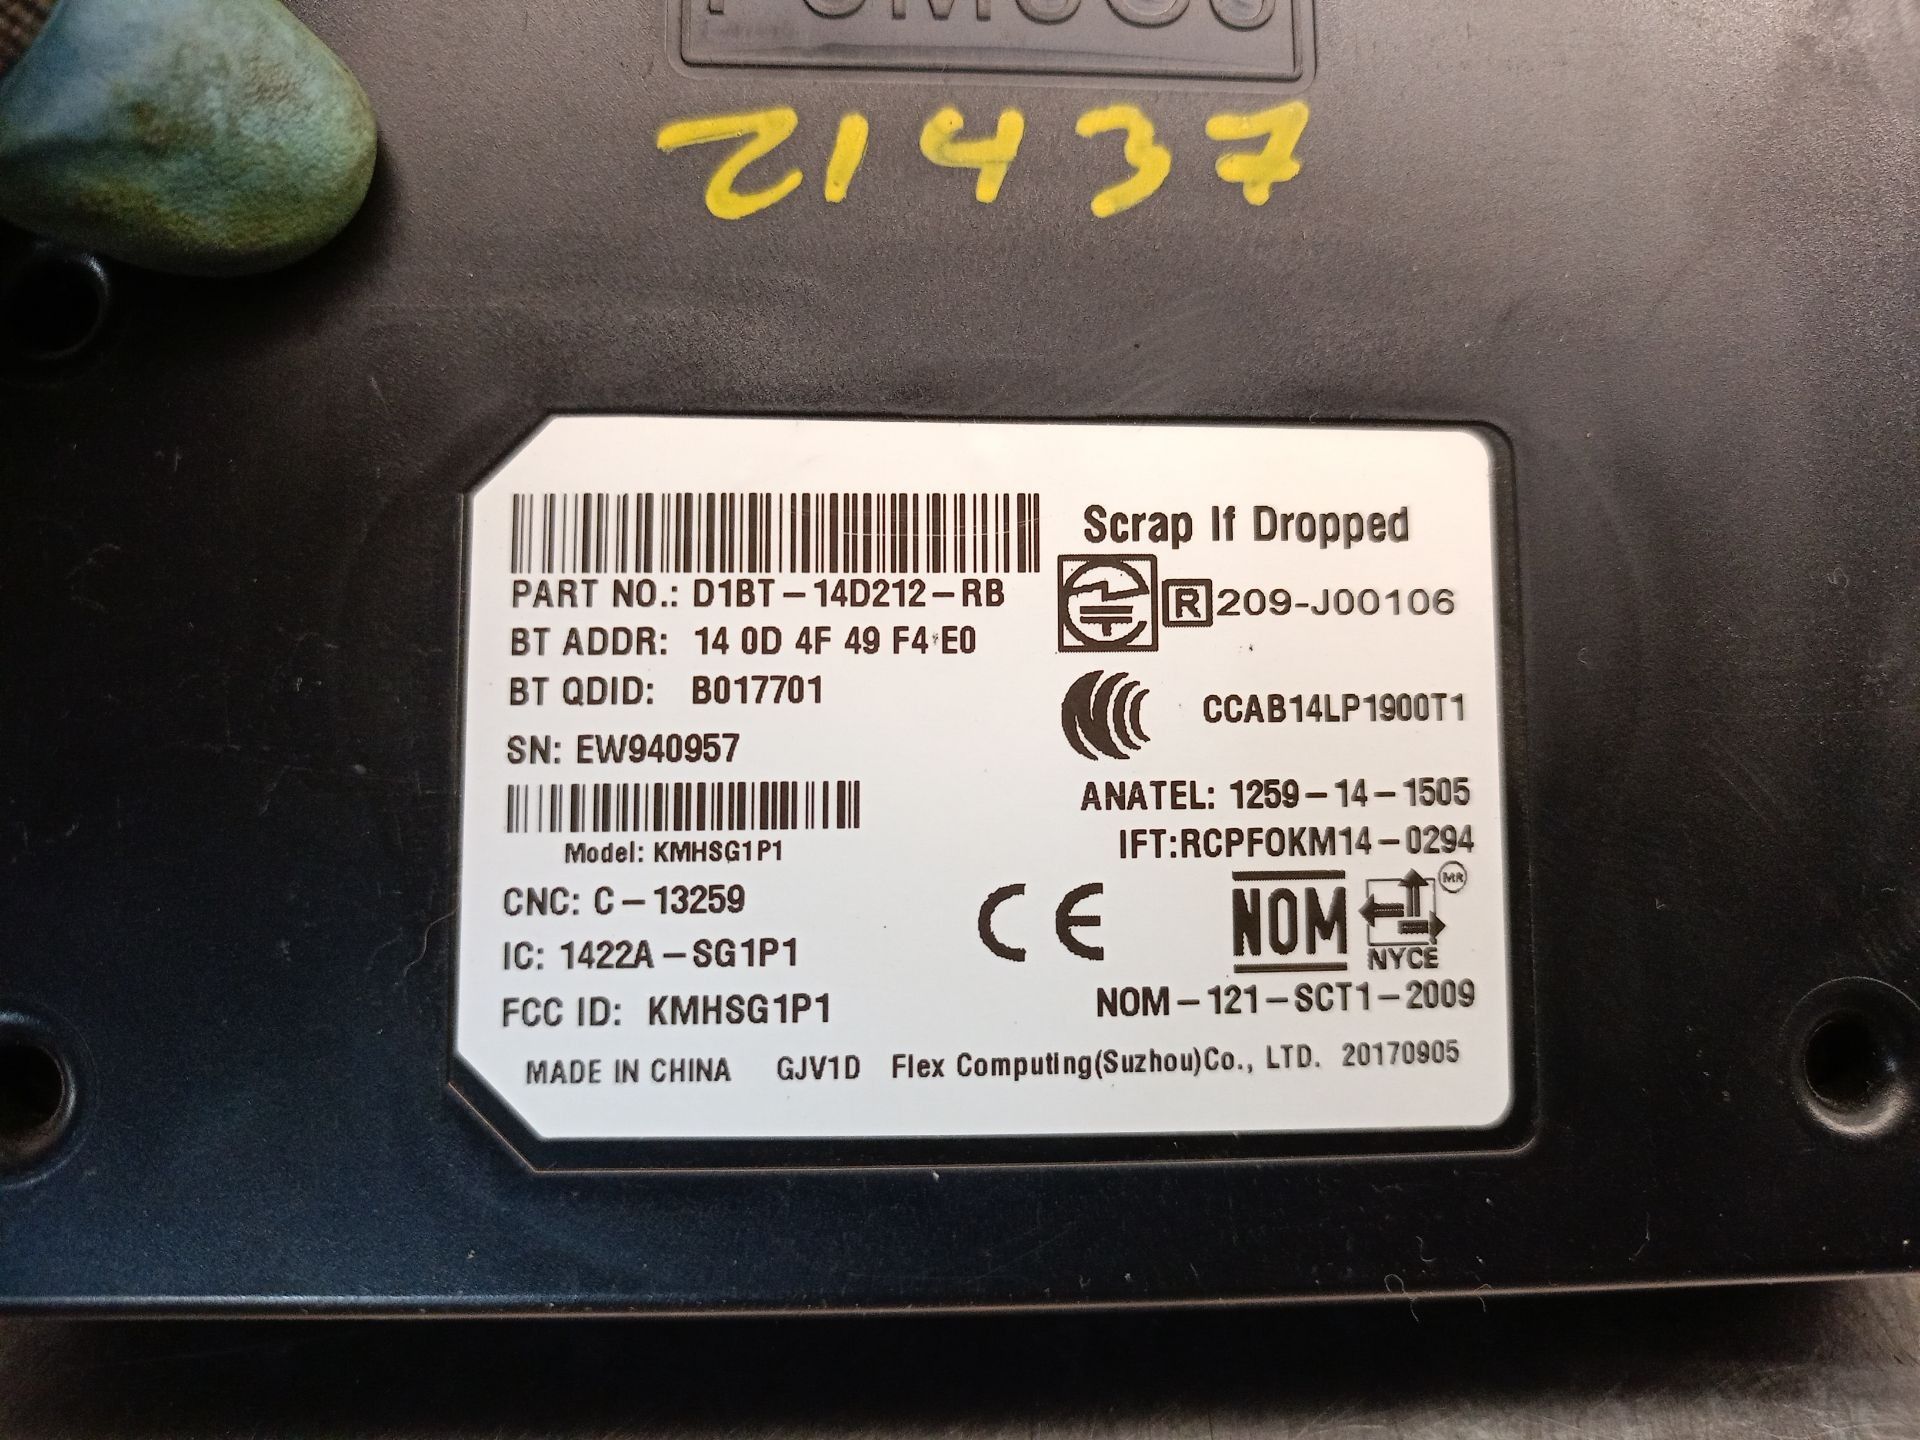 21437
Scrap If Dropped
PART NO.: D1BT-14D212-RB
R 209-J00106
BT ADDR: 14 0D 4F 49 F4 E0
BT QDID: B017701
CCAB14LP1900T1
SN: EW940957
ANATEL: 1259-14-1505
IFT:RCPFOKM14-0294
Model: KMHSG1P1
CNC: C-13259
CE
NOM
MR
NYCE
IC: 1422A-SG1P1
FCC ID: KMHSG1P1
NOM-121-SCT1-2009
MADE IN CHINA GJV1D Flex Computing(Suzhou)Co., LTD. 20170905